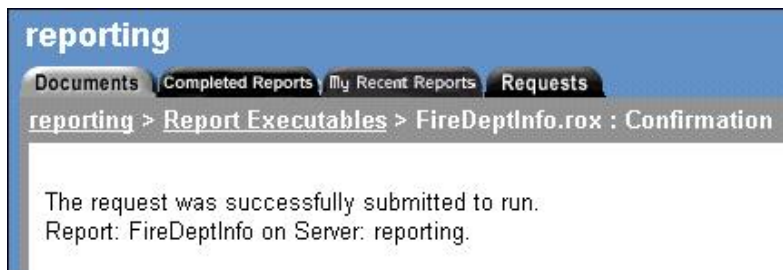 reporting
Documents Completed Reports My Recent Reports Requests
reporting > Report Executables > FireDeptInfo.rox : Confirmation
The request was successfully submitted to run.
Report: FireDeptInfo on Server: reporting.